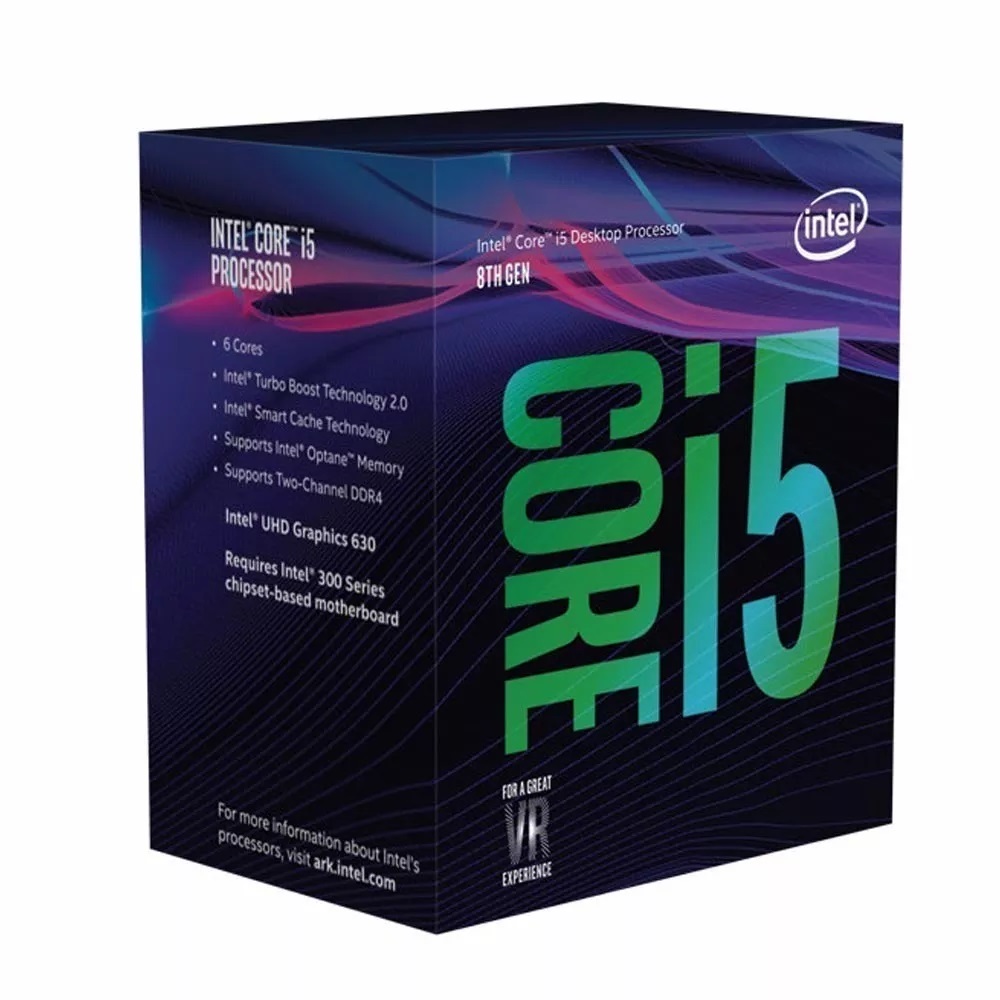 INTEL® CORE™ i5
PROCESSOR
• 6 Cores
• Intel® Turbo Boost Technology 2.0
• Intel® Smart Cache Technology
• Supports Intel® Optane™ Memory
• Supports Two-Channel DDR4
Intel® UHD Graphics 630
Requires Intel® 300 Series
chipset-based motherboard
For more information about Intel's
processors, visit ark.intel.com
Intel® Core™ i5 Desktop Processor
8TH GEN
intel®
CORE i5
FOR A GREAT
VR
EXPERIENCE